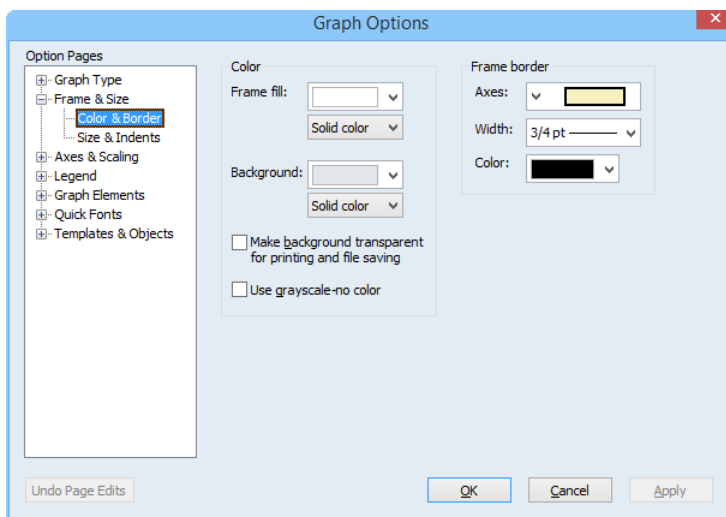 Graph Options
Option Pages
Graph Type
Frame & Size
Color & Border
Size & Indents
Axes & Scaling
Legend
Graph Elements
Quick Fonts
Templates & Objects
Color
Frame fill:
Solid color
Background:
Solid color
Make background transparent
for printing and file saving
Use grayscale-no color
Frame border
Axes:
Width: 3/4 pt
Color:
Undo Page Edits
OK
Cancel
Apply